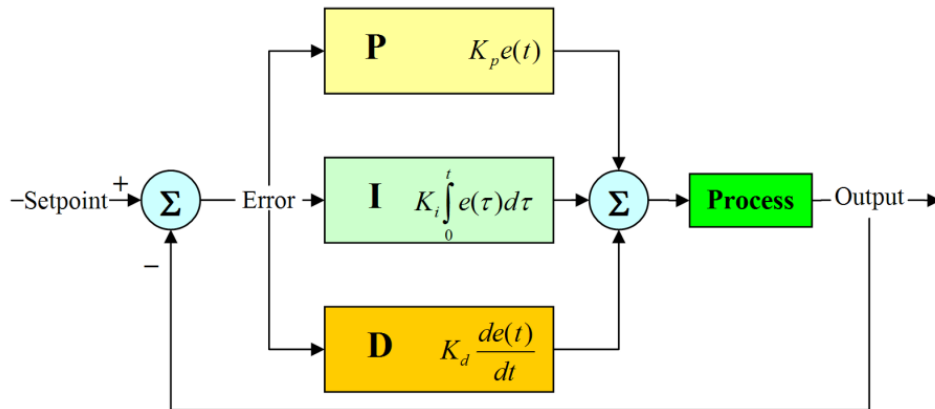 P K_p e(t)
Setpoint + Σ Error I K_i ∫_0^t e(τ)dτ Σ Process Output
−
D K_d de(t)/dt